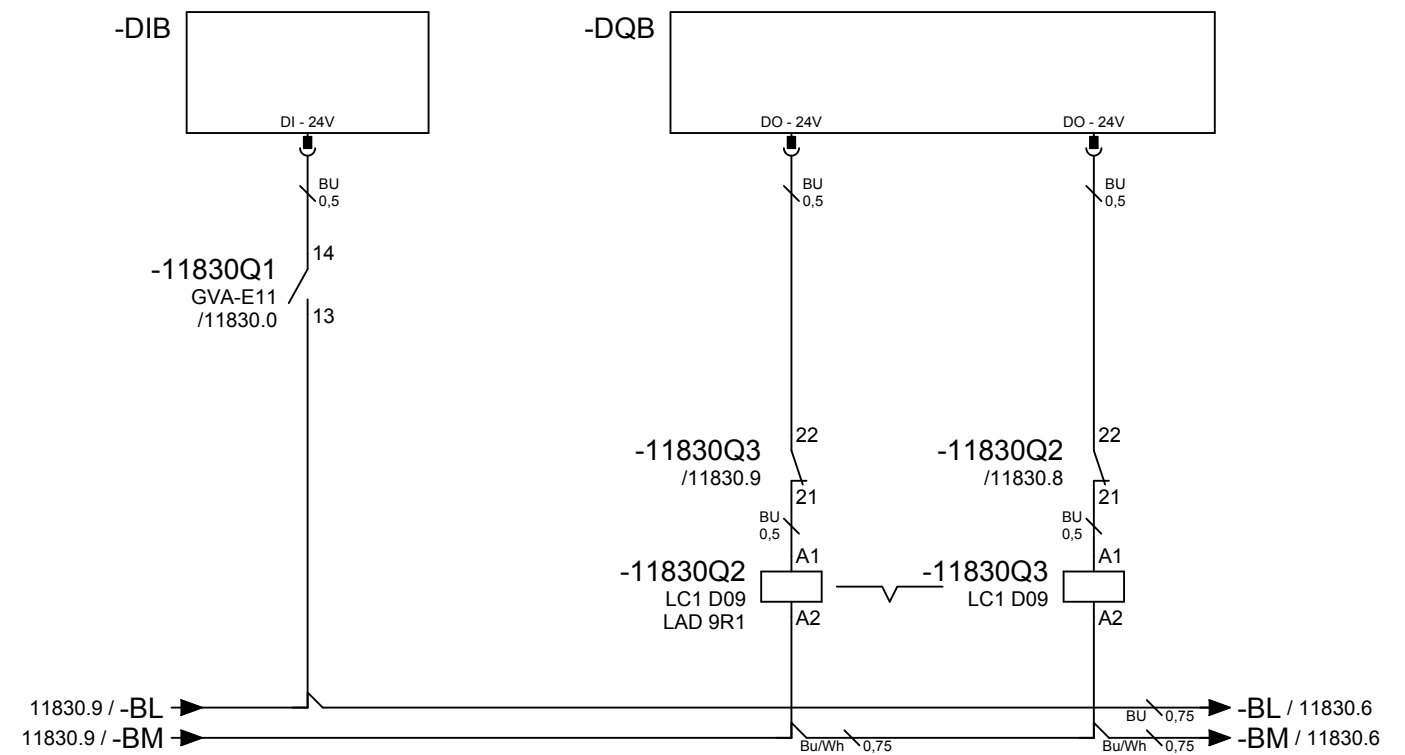 -DIB
-DQB
DI - 24V
DO - 24V
DO - 24V
BU
0,5
BU
0,5
BU
0,5
14
-11830Q1
GVA-E11
/11830.0
13
22
-11830Q3
/11830.9
21
22
-11830Q2
/11830.8
21
BU
0,5
BU
0,5
A1
-11830Q2
LC1 D09
LAD 9R1
A2
A1
-11830Q3
LC1 D09
A2
11830.9 / -BL
BU 0,75
-BL / 11830.6
11830.9 / -BM
Bu/Wh 0,75
Bu/Wh 0,75
-BM / 11830.6